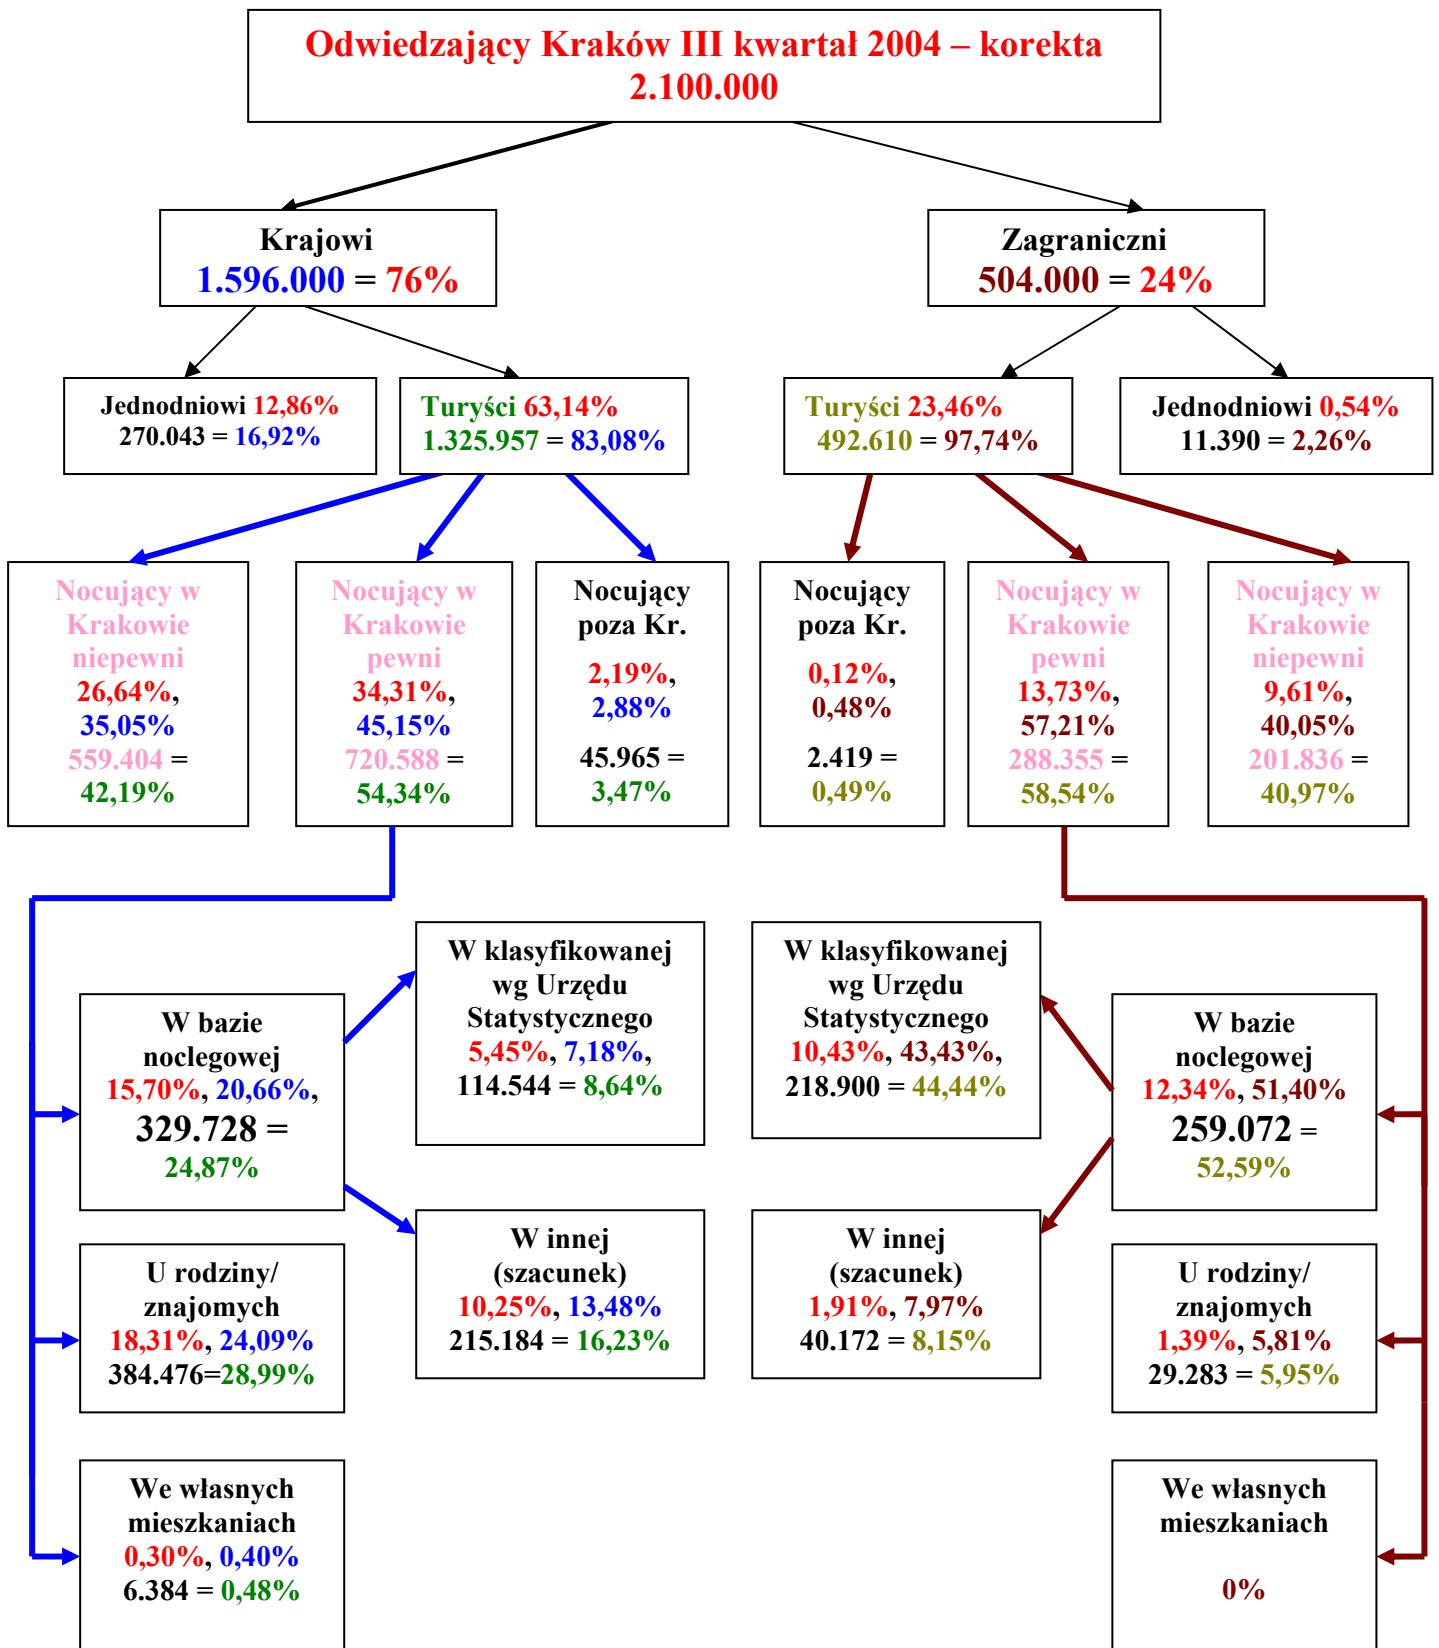 Odwiedzający Kraków III kwartał 2004 – korekta
2.100.000
Krajowi
1.596.000 = 76%
Zagraniczni
504.000 = 24%
Jednodniowi 12,86%
270.043 = 16,92%
Turyści 63,14%
1.325.957 = 83,08%
Turyści 23,46%
492.610 = 97,74%
Jednodniowi 0,54%
11.390 = 2,26%
Nocujący w
Krakowie
niepewni
26,64%,
35,05%
559.404 =
42,19%
Nocujący w
Krakowie
pewni
34,31%,
45,15%
720.588 =
54,34%
Nocujący
poza Kr.
2,19%,
2,88%
45.965 =
3,47%
Nocujący
poza Kr.
0,12%,
0,48%
2.419 =
0,49%
Nocujący w
Krakowie
pewni
13,73%,
57,21%
288.355 =
58,54%
Nocujący w
Krakowie
niepewni
9,61%,
40,05%
201.836 =
40,97%
W bazie
noclegowej
15,70%, 20,66%,
329.728 =
24,87%
W klasyfikowanej
wg Urzędu
Statystycznego
5,45%, 7,18%,
114.544 = 8,64%
W klasyfikowanej
wg Urzędu
Statystycznego
10,43%, 43,43%,
218.900 = 44,44%
W bazie
noclegowej
12,34%, 51,40%
259.072 =
52,59%
U rodziny/
znajomych
18,31%, 24,09%
384.476=28,99%
W innej
(szacunek)
10,25%, 13,48%
215.184 = 16,23%
W innej
(szacunek)
1,91%, 7,97%
40.172 = 8,15%
U rodziny/
znajomych
1,39%, 5,81%
29.283 = 5,95%
We własnych
mieszkaniach
0,30%, 0,40%
6.384 = 0,48%
We własnych
mieszkaniach
0%